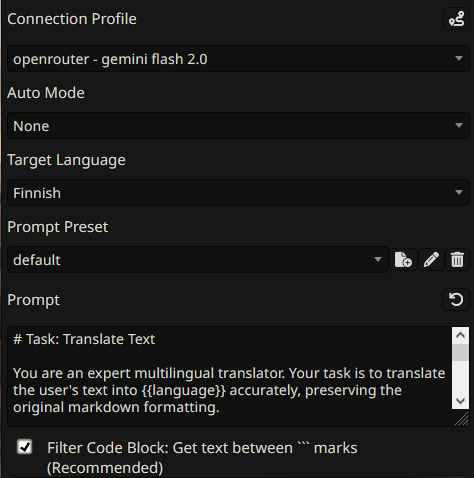 Connection Profile
openrouter - gemini flash 2.0
Auto Mode
None
Target Language
Finnish
Prompt Preset
default
Prompt
# Task: Translate Text
You are an expert multilingual translator. Your task is to translate
the user's text into {{language}} accurately, preserving the
original markdown formatting.
Filter Code Block: Get text between ``` marks
(Recommended)